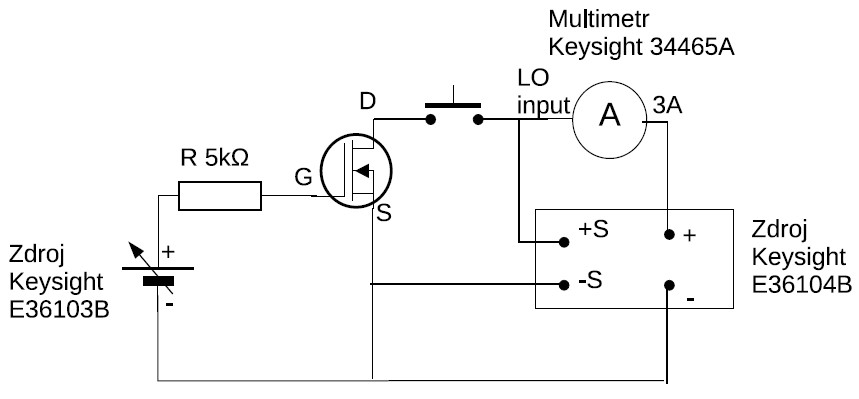 Multimetr
Keysight 34465A
LO
input
A
3A
D
R 5kΩ
G
S
+S
+
-S
-
Zdroj
Keysight
E36104B
Zdroj
Keysight
E36103B
+
-